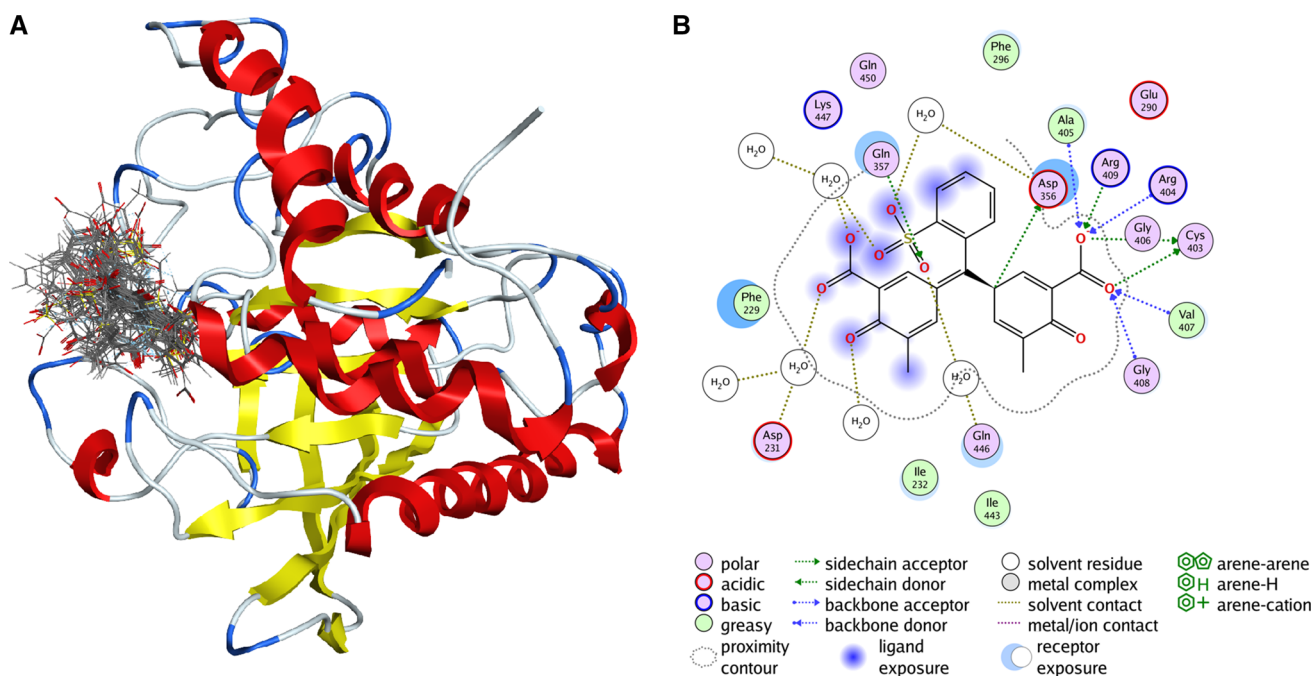 A
B
Phe
296
Gln
450
Glu
290
Lys
447
H₂O
Ala
405
H₂O
Gln
357
Arg
409
H₂O
Asp
356
Arg
404
O
O
S
O
O
O
O
Gly
406
Cys
403
O
O
Phe
229
O
O
Val
407
H₂O
H₂O
H₂O
Gly
408
H₂O
Asp
231
Gln
446
Ile
232
Ile
443
polar
acidic
basic
greasy
proximity
contour
sidechain acceptor
sidechain donor
backbone acceptor
backbone donor
ligand
exposure
solvent residue
metal complex
solvent contact
metal/ion contact
receptor
exposure
arene-arene
H arene-H
+ arene-cation